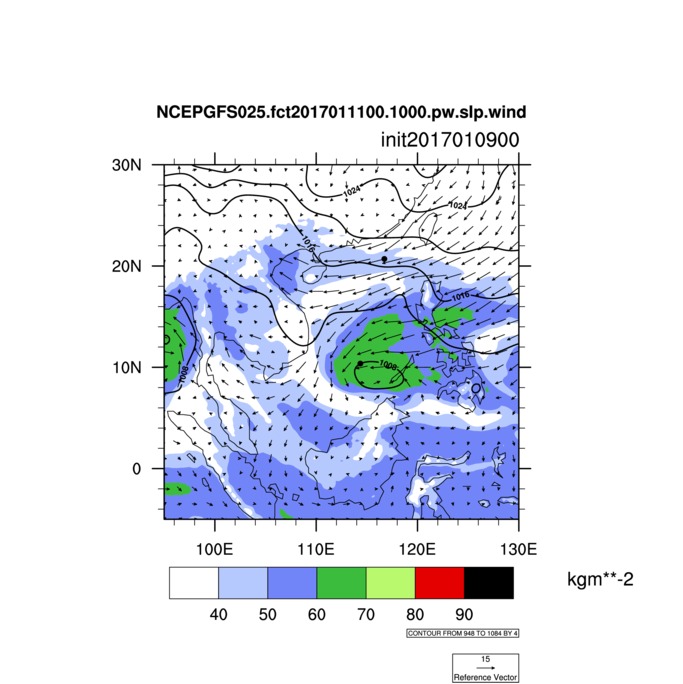 NCEPGFS025.fct2017011100.1000.pw.slp.wind
init2017010900
30N
1024
1024
1016
20N
1016
10N
1008
1008
0
100E 110E 120E 130E
kgm**-2
40 50 60 70 80 90
CONTOUR FROM 948 TO 1084 BY 4
15
Reference Vector